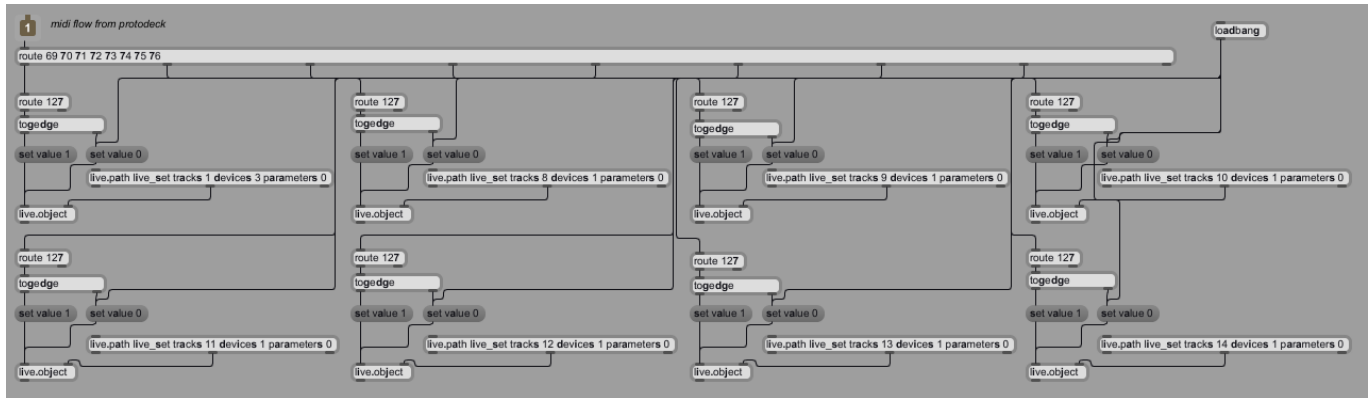 1 midi flow from protodeck
loadbang
route 69 70 71 72 73 74 75 76
route 127 route 127 route 127 route 127
togedge togedge togedge togedge
set value 1 set value 0 set value 1 set value 0 set value 1 set value 0 set value 1 set value 0
live.path live_set tracks 1 devices 3 parameters 0 live.path live_set tracks 8 devices 1 parameters 0 live.path live_set tracks 9 devices 1 parameters 0 live.path live_set tracks 10 devices 1 parameters 0
live.object live.object live.object live.object
route 127 route 127 route 127 route 127
togedge togedge togedge togedge
set value 1 set value 0 set value 1 set value 0 set value 1 set value 0 set value 1 set value 0
live.path live_set tracks 11 devices 1 parameters 0 live.path live_set tracks 12 devices 1 parameters 0 live.path live_set tracks 13 devices 1 parameters 0 live.path live_set tracks 14 devices 1 parameters 0
live.object live.object live.object live.object